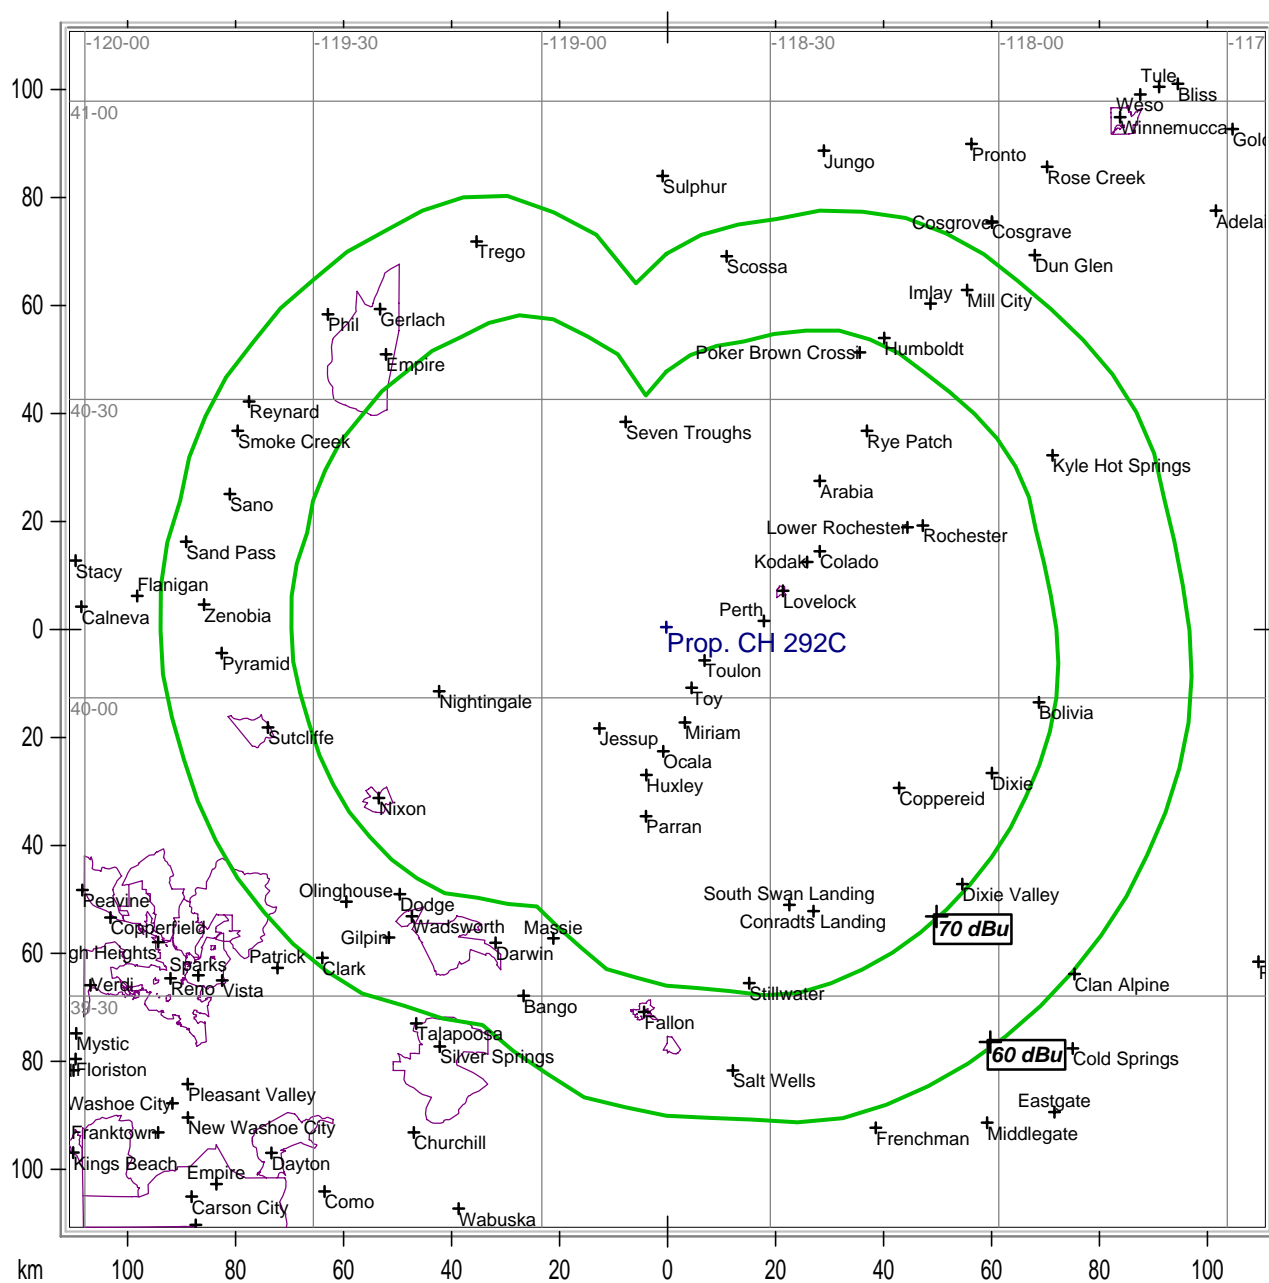 -120-00
-119-30
-119-00
-118-30
-118-00
-117
Tule
100
Bliss
Weso
41-00
Winnemucca
Gold
Pronto
Jungo
Rose Creek
Sulphur
80
Adelai
Cosgrove
Cosgrave
Trego
Dun Glen
Scossa
Imlay
Mill City
60
Phil
Gerlach
Humboldt
Poker Brown Crossi
Empire
40
40-30
Reynard
Smoke Creek
Seven Troughs
Rye Patch
Kyle Hot Springs
Arabia
Sano
20
Lower Rochester
Rochester
Sand Pass
Kodak
Colado
Stacy
Flanigan
Lovelock
Calneva
Zenobia
Perth
0
Prop. CH 292C
Pyramid
Toulon
Nightingale
Toy
40-00
Bolivia
20
Sutcliffe
Jessup
Miriam
Ocala
Huxley
Dixie
Coppereid
Nixon
Parran
40
Olinghouse
South Swan Landing
Dixie Valley
Reavine
Dodge
Copperfield
Wadsworth
Massie
Conradts Landing
70 dBu
Gilpin
gh Heights
Darwin
60
Sparks
Patrick
Clark
Verdi
Reno
Vista
Stillwater
Clan Alpine
39-30
Bango
Fallon
Mystic
Talapoosa
Silver Springs
60 dBu
Cold Springs
80
Floriston
Salt Wells
Pleasant Valley
Washoe City
Eastgate
New Washoe City
Franktown
Churchill
Frenchman
Middlegate
Kings Beach
Dayton
100
Empire
Carson City
Como
Wabuska
km 100 80 60 40 20 0 20 40 60 80 100